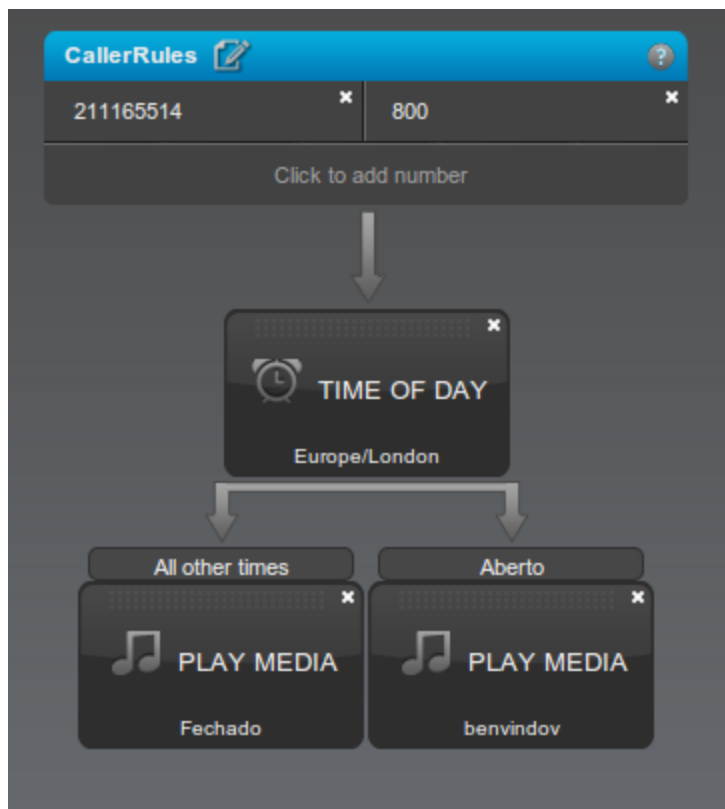 CallerRules
211165514
800
Click to add number
TIME OF DAY
Europe/London
All other times
Aberto
PLAY MEDIA
PLAY MEDIA
Fechado
benvindov